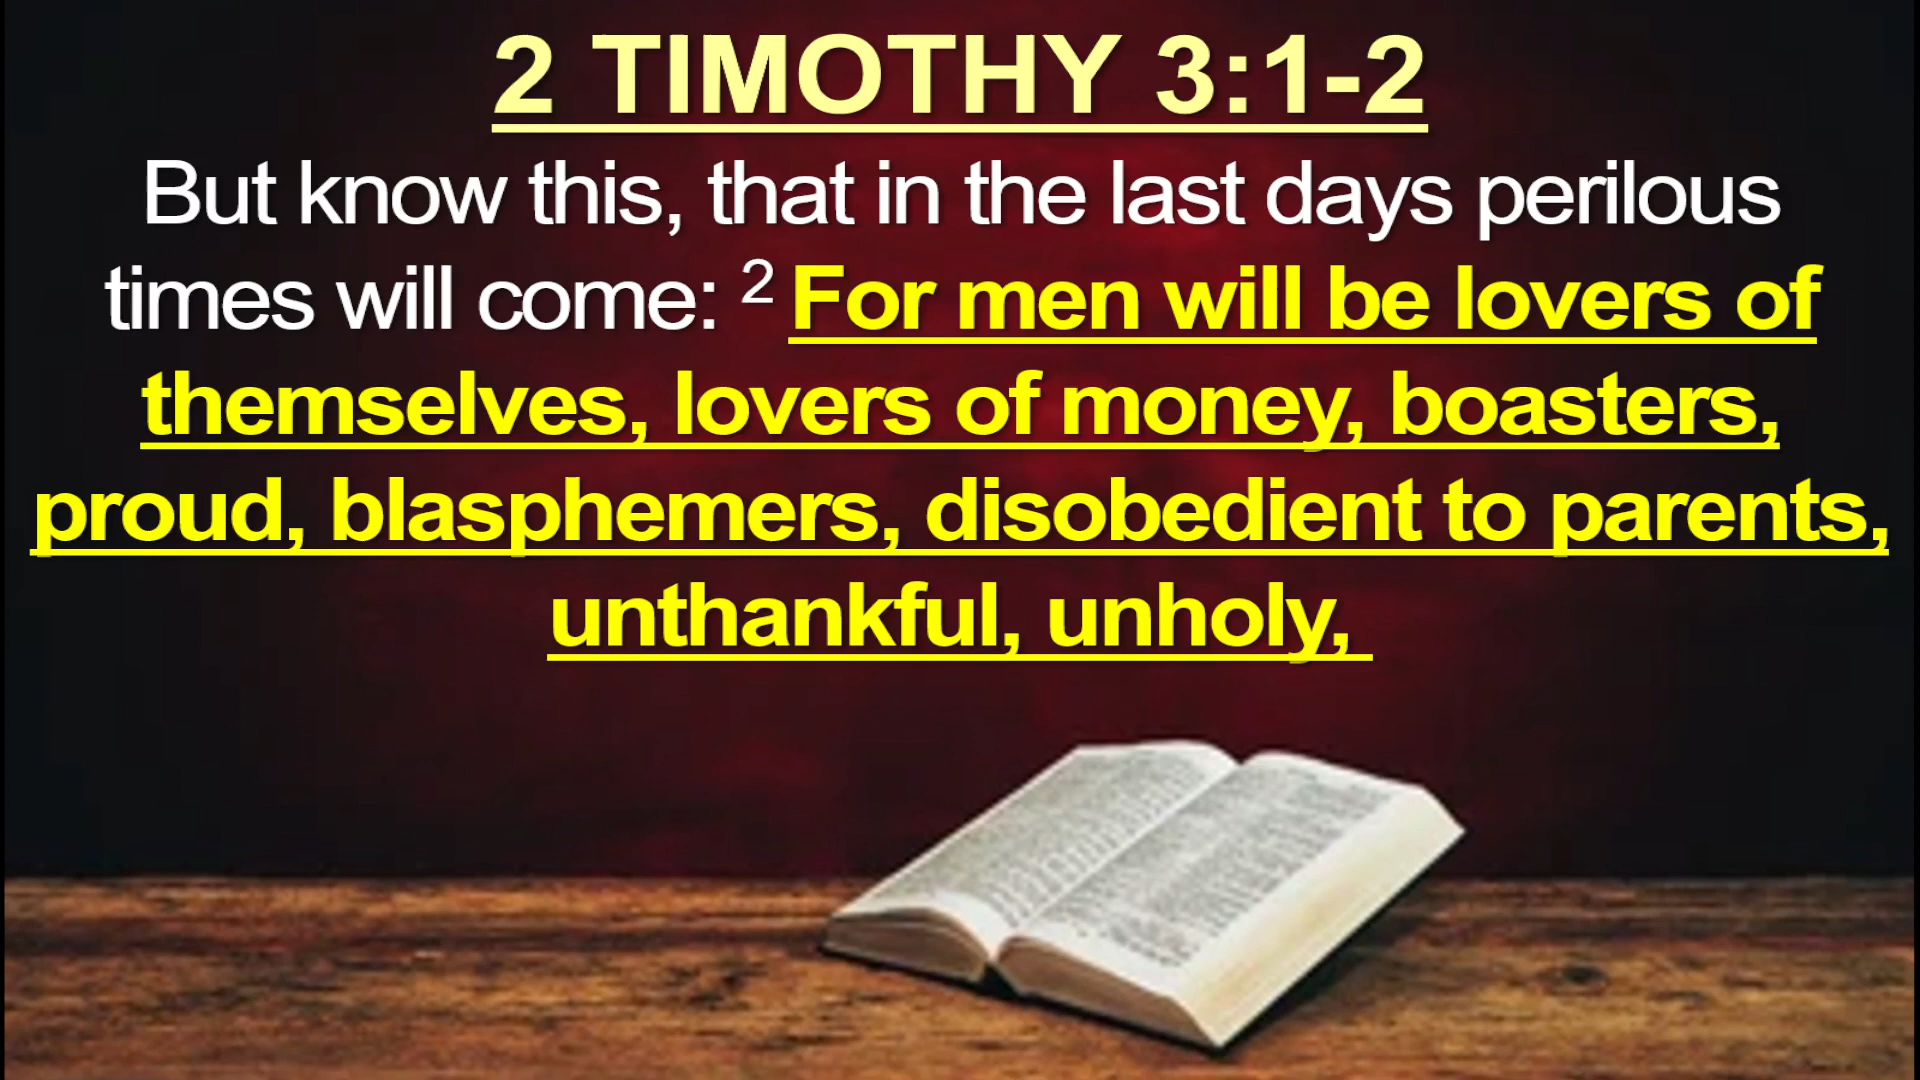 2 TIMOTHY 3:1-2
But know this, that in the last days perilous
times will come: 2 For men will be lovers of
themselves, lovers of money, boasters,
proud, blasphemers, disobedient to parents,
unthankful, unholy,